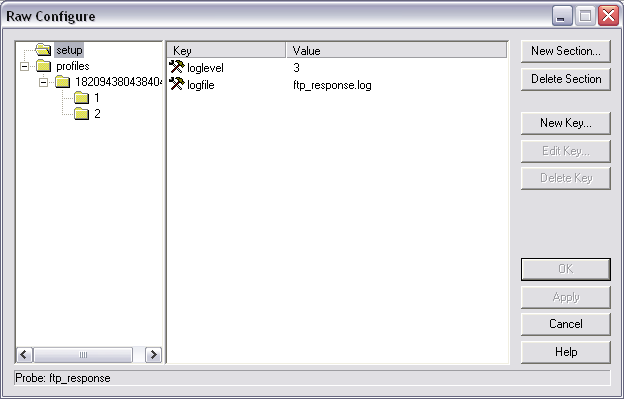 Raw Configure
setup
profiles
18209438043840
1
2
Key Value
loglevel 3
logfile ftp_response.log
New Section...
Delete Section
New Key...
Edit Key...
Delete Key
OK
Apply
Cancel
Help
Probe: ftp_response